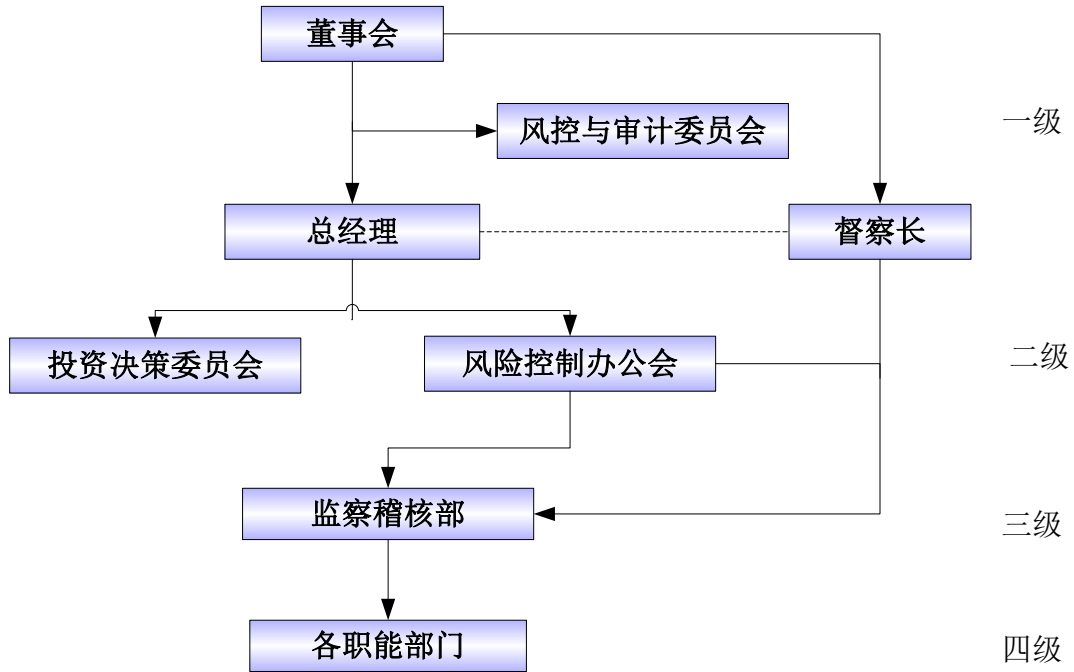 董事会
风控与审计委员会
一级
总经理
督察长
投资决策委员会
风险控制办公会
二级
监察稽核部
三级
各职能部门
四级